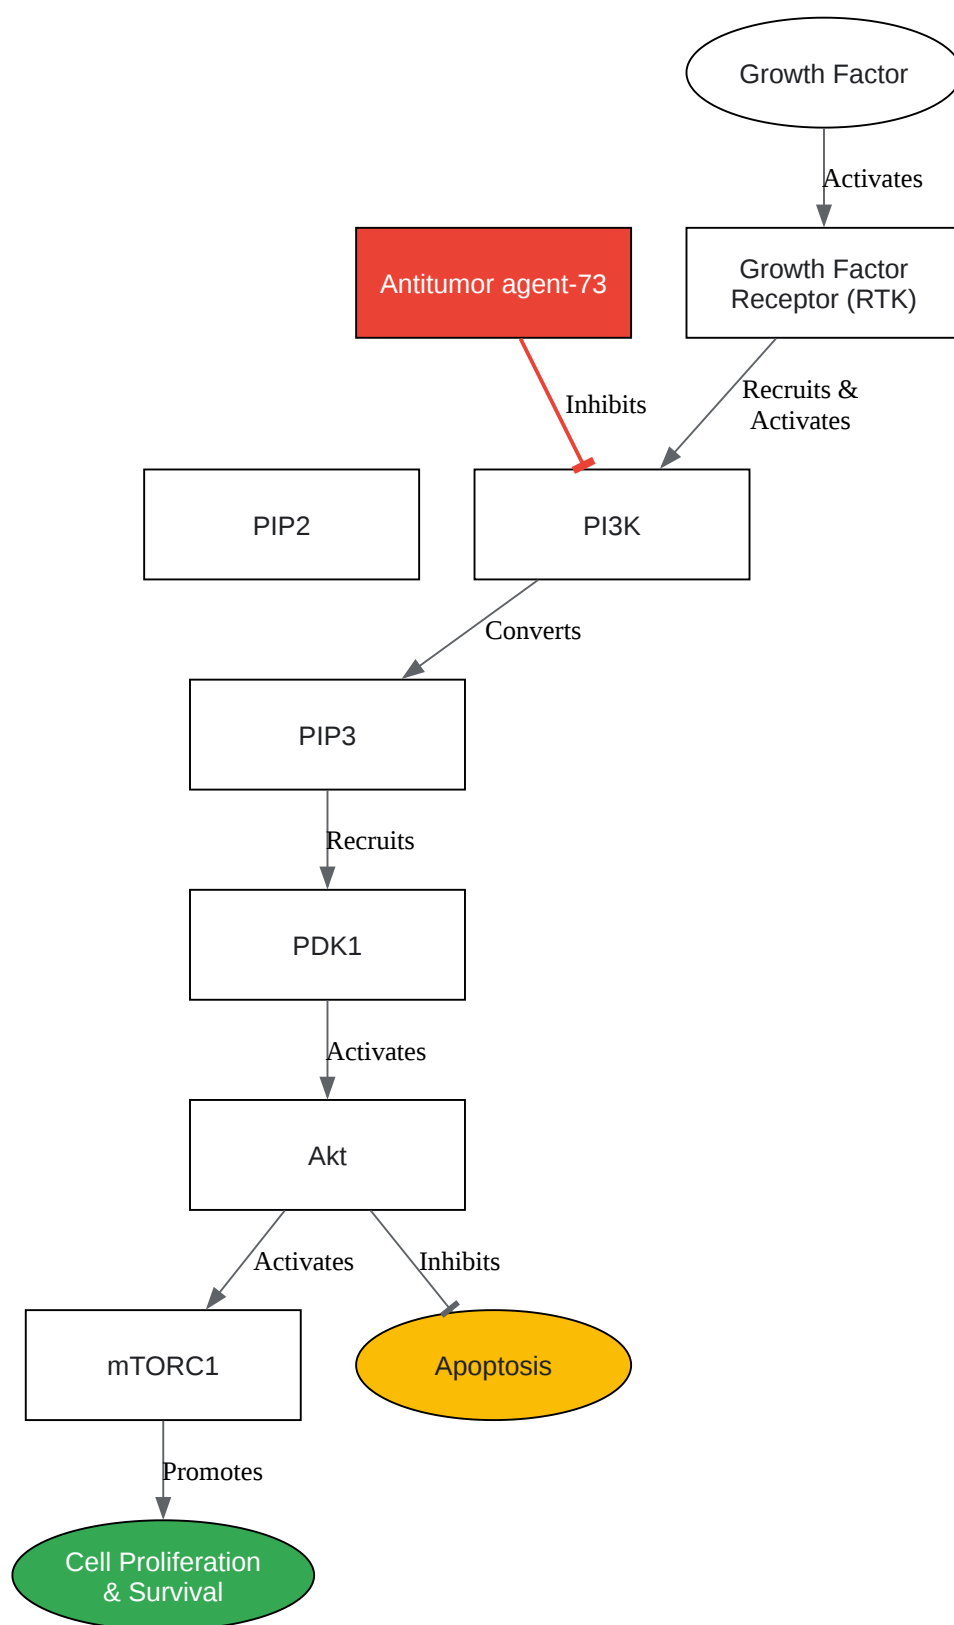 Growth Factor
Activates
Antitumor agent-73
Growth Factor
Receptor (RTK)
Inhibits
Recruits &
Activates
PIP2
PI3K
Converts
PIP3
Recruits
PDK1
Activates
Akt
Activates
Inhibits
mTORC1
Apoptosis
Promotes
Cell Proliferation
& Survival